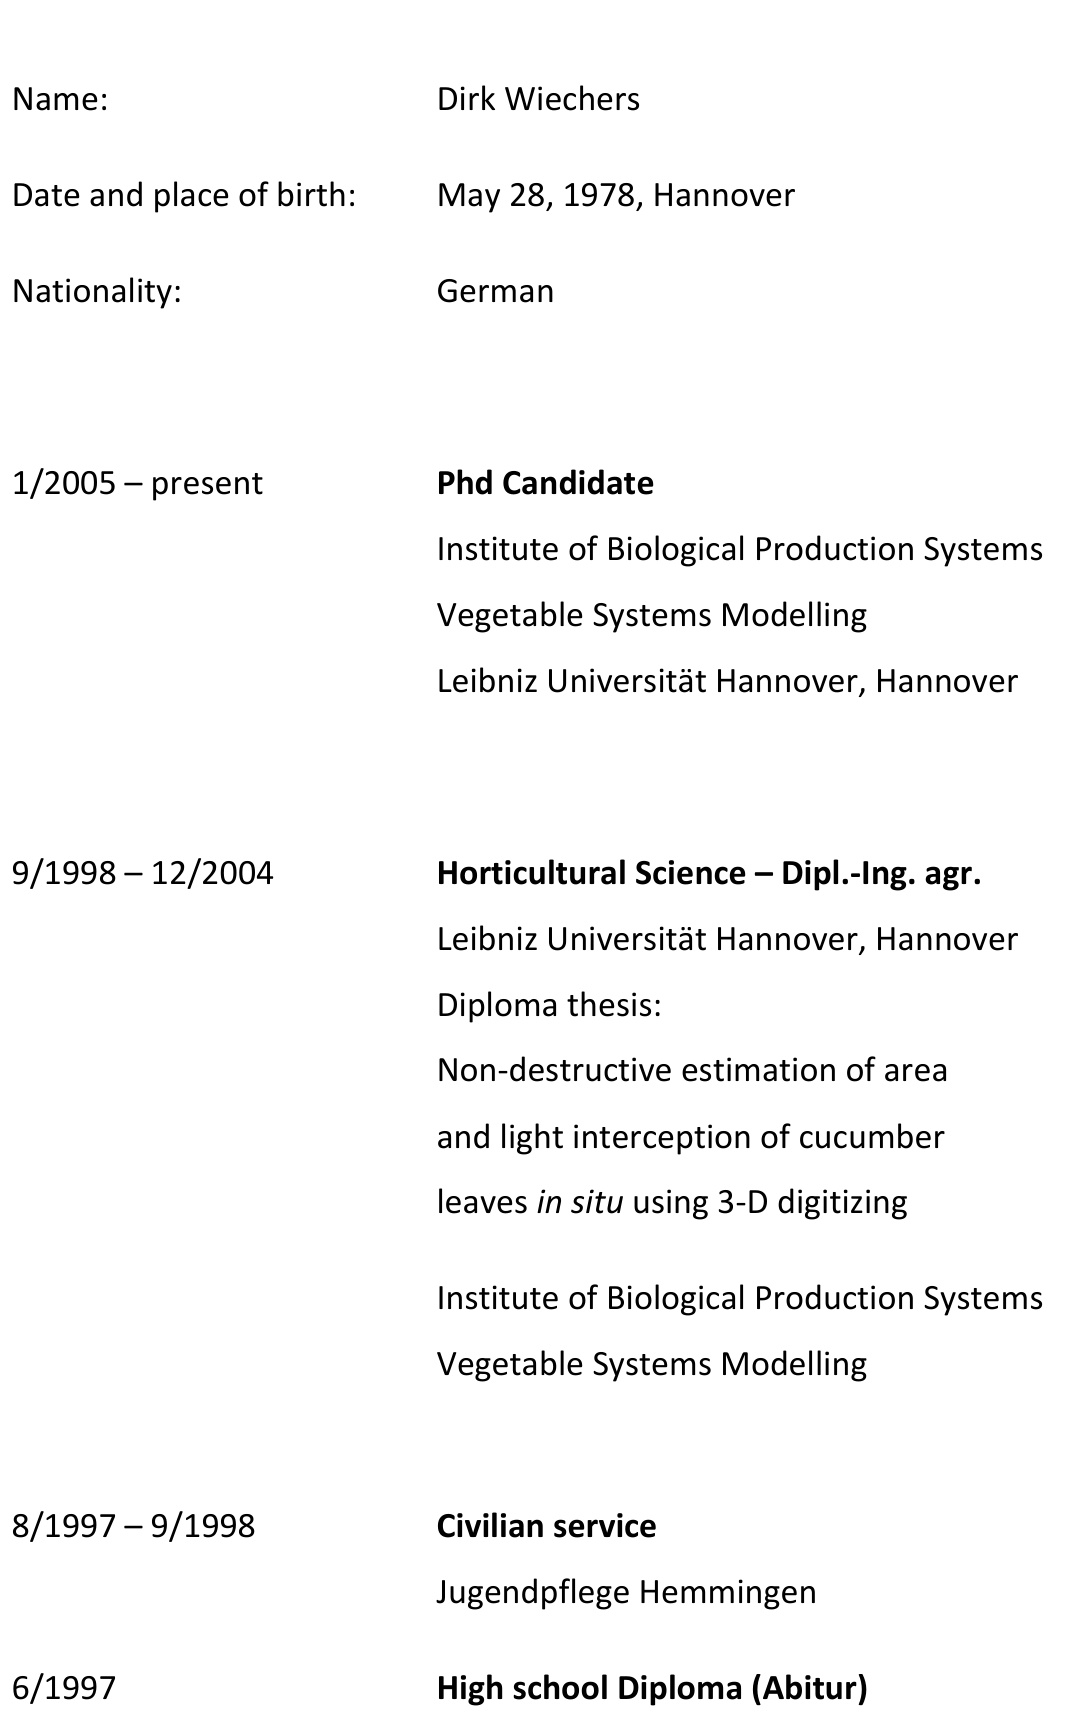 Name: Dirk Wiechers
Date and place of birth: May 28, 1978, Hannover
Nationality: German
1/2005 – present Phd Candidate
Institute of Biological Production Systems
Vegetable Systems Modelling
Leibniz Universität Hannover, Hannover
9/1998 – 12/2004 Horticultural Science – Dipl.-Ing. agr.
Leibniz Universität Hannover, Hannover
Diploma thesis:
Non-destructive estimation of area
and light interception of cucumber
leaves in situ using 3-D digitizing
Institute of Biological Production Systems
Vegetable Systems Modelling
8/1997 – 9/1998 Civilian service
Jugendpflege Hemmingen
6/1997 High school Diploma (Abitur)